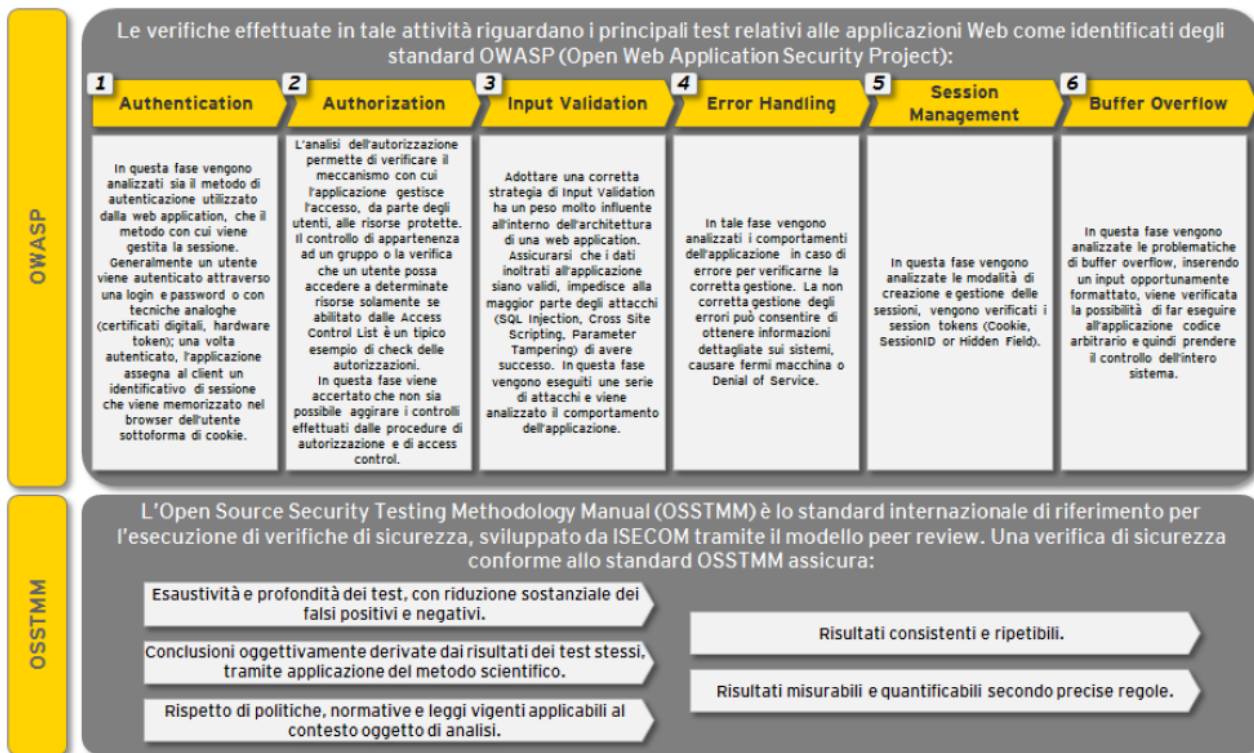 OWASP
Le verifiche effettuate in tale attività riguardano i principali test relativi alle applicazioni Web come identificati degli
standard OWASP (Open Web Application Security Project):
1
Authentication
In questa fase vengono
analizzati sia il metodo di
autenticazione utilizzato
dalla web application, che il
metodo con cui viene
gestita la sessione.
Generalmente un utente
viene autenticato attraverso
una login e password o con
tecniche analoghe
(certificati digitali, hardware
token); una volta
autenticato, l'applicazione
assegna al client un
identificativo di sessione
che viene memorizzato nel
browser dell'utente
sottoforma di cookie.
2
Authorization
L'analisi dell'autorizzazione
permette di verificare il
meccanismo con cui
l'applicazione gestisce
l'accesso, da parte degli
utenti, alle risorse protette.
Il controllo di appartenenza
ad un gruppo o la verifica
che un utente possa
accedere a determinate
risorse solamente se
abilitato dalle Access
Control List è un tipico
esempio di check delle
autorizzazioni.
In questa fase viene
accertato che non sia
possibile aggirare i controlli
effettuati dalle procedure di
autorizzazione e di access
control.
3
Input Validation
Adottare una corretta
strategia di Input Validation
ha un peso molto influente
all'interno dell'architettura
di una web application.
Assicurarsi che i dati
inoltrati all'applicazione
siano validi, impedisce alla
maggior parte degli attacchi
(SQL Injection, Cross Site
Scripting, Parameter
Tampering) di avere
successo. In questa fase
vengono eseguiti una serie
di attacchi e viene
analizzato il comportamento
dell'applicazione.
4
Error Handling
In tale fase vengono
analizzati i comportamenti
dell'applicazione in caso di
errore per verificarne la
corretta gestione. La non
corretta gestione degli
errori può consentire di
ottenere informazioni
dettagliate sui sistemi,
causare fermi macchina o
Denial of Service.
5
Session
Management
In questa fase vengono
analizzate le modalità di
creazione e gestione delle
sessioni, vengono verificati i
session tokens (Cookie,
SessionID or Hidden Field).
6
Buffer Overflow
In questa fase vengono
analizzate le problematiche
di buffer overflow, inserendo
un input opportunamente
formattato, viene verificata
la possibilità di far eseguire
all'applicazione codice
arbitrario e quindi prendere
il controllo dell'intero
sistema.
OSSTMM
L'Open Source Security Testing Methodology Manual (OSSTMM) è lo standard internazionale di riferimento per
l'esecuzione di verifiche di sicurezza, sviluppato da ISECOM tramite il modello peer review. Una verifica di sicurezza
conforme allo standard OSSTMM assicura:
Esaustività e profondità dei test, con riduzione sostanziale dei
falsi positivi e negativi.
Conclusioni oggettivamente derivate dai risultati dei test stessi,
tramite applicazione del metodo scientifico.
Rispetto di politiche, normative e leggi vigenti applicabili al
contesto oggetto di analisi.
Risultati consistenti e ripetibili.
Risultati misurabili e quantificabili secondo precise regole.